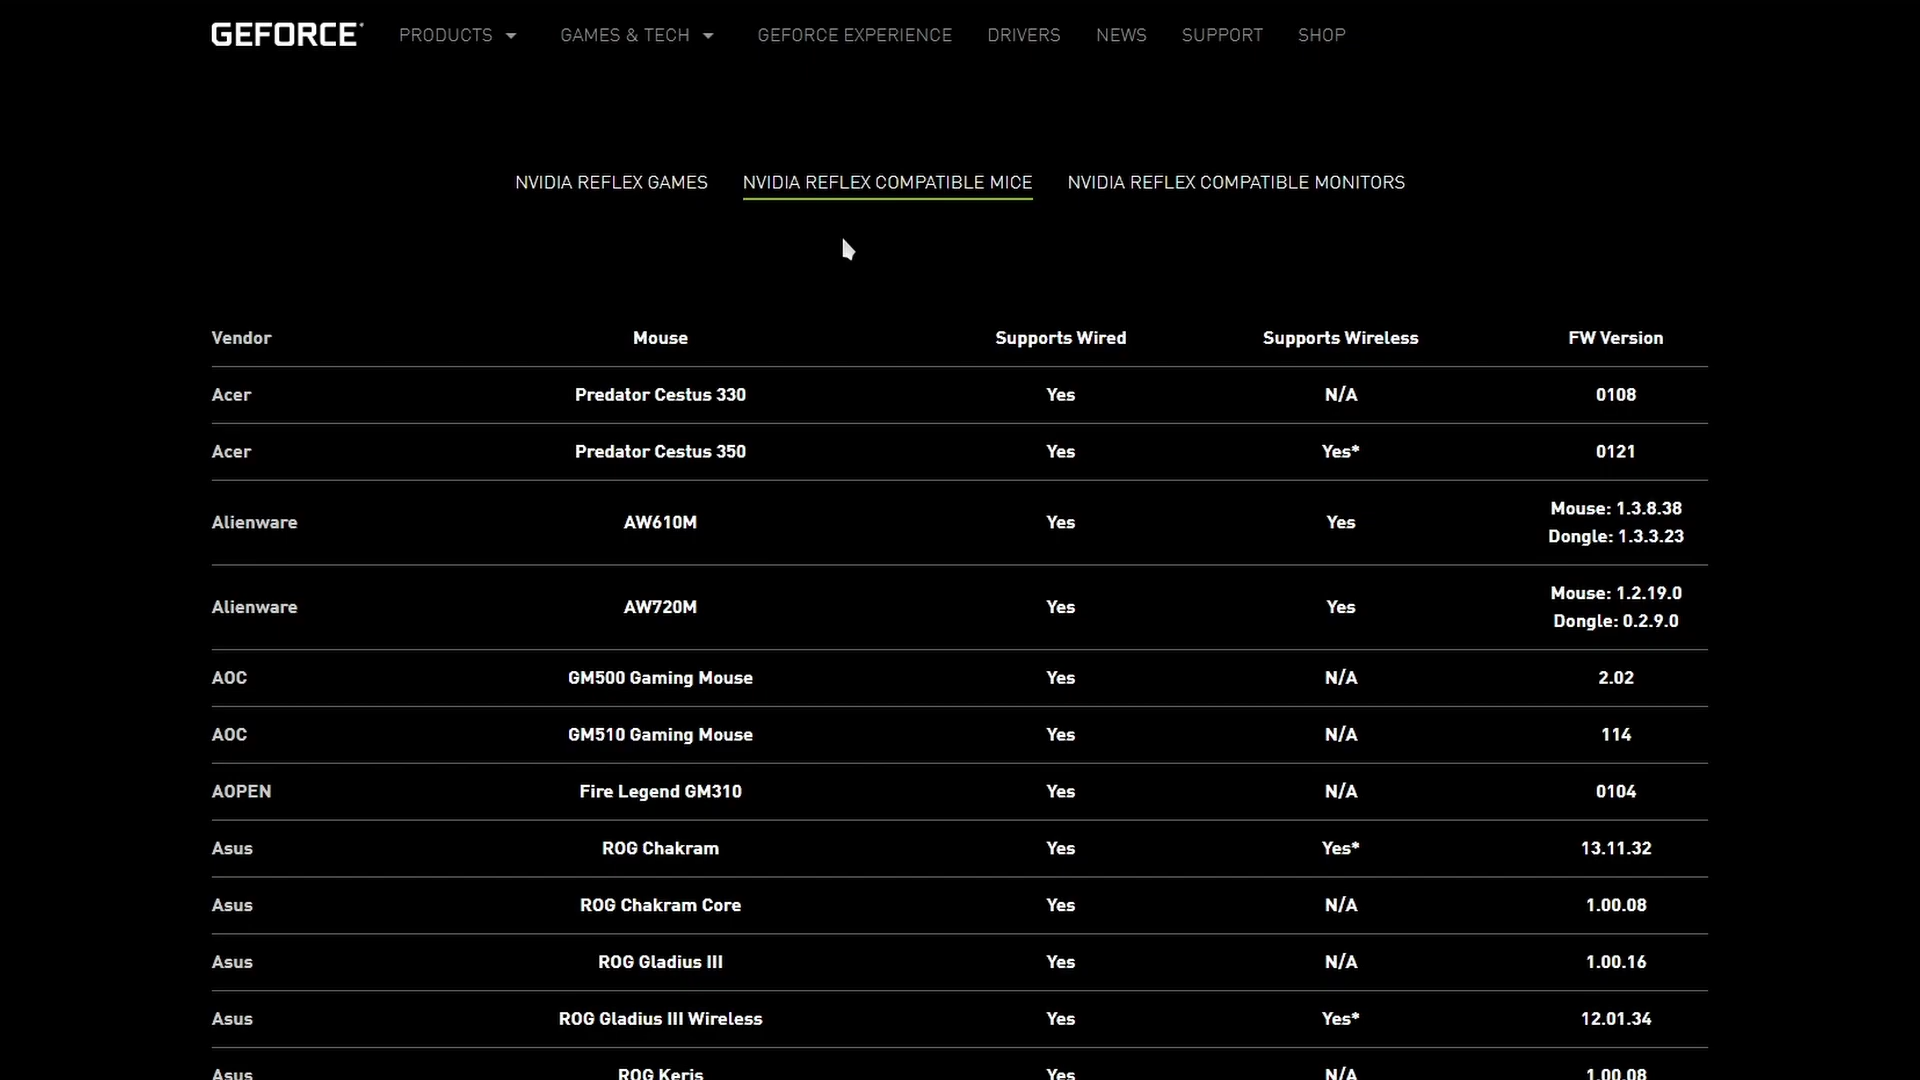 GEFORCE PRODUCTS GAMES & TECH GEFORCE EXPERIENCE DRIVERS NEWS SUPPORT SHOP
NVIDIA REFLEX GAMES NVIDIA REFLEX COMPATIBLE MICE NVIDIA REFLEX COMPATIBLE MONITORS
Vendor Mouse Supports Wired Supports Wireless FW Version
Acer Predator Cestus 330 Yes N/A 0108
Acer Predator Cestus 350 Yes Yes* 0121
Alienware AW610M Yes Yes Mouse: 1.3.8.38
Dongle: 1.3.3.23
Alienware AW720M Yes Yes Mouse: 1.2.19.0
Dongle: 0.2.9.0
AOC GM500 Gaming Mouse Yes N/A 2.02
AOC GM510 Gaming Mouse Yes N/A 114
AOPEN Fire Legend GM310 Yes N/A 0104
Asus ROG Chakram Yes Yes* 13.11.32
Asus ROG Chakram Core Yes N/A 1.00.08
Asus ROG Gladius III Yes N/A 1.00.16
Asus ROG Gladius III Wireless Yes Yes* 12.01.34
Asus ROG Keris Yes N/A 1.00.08